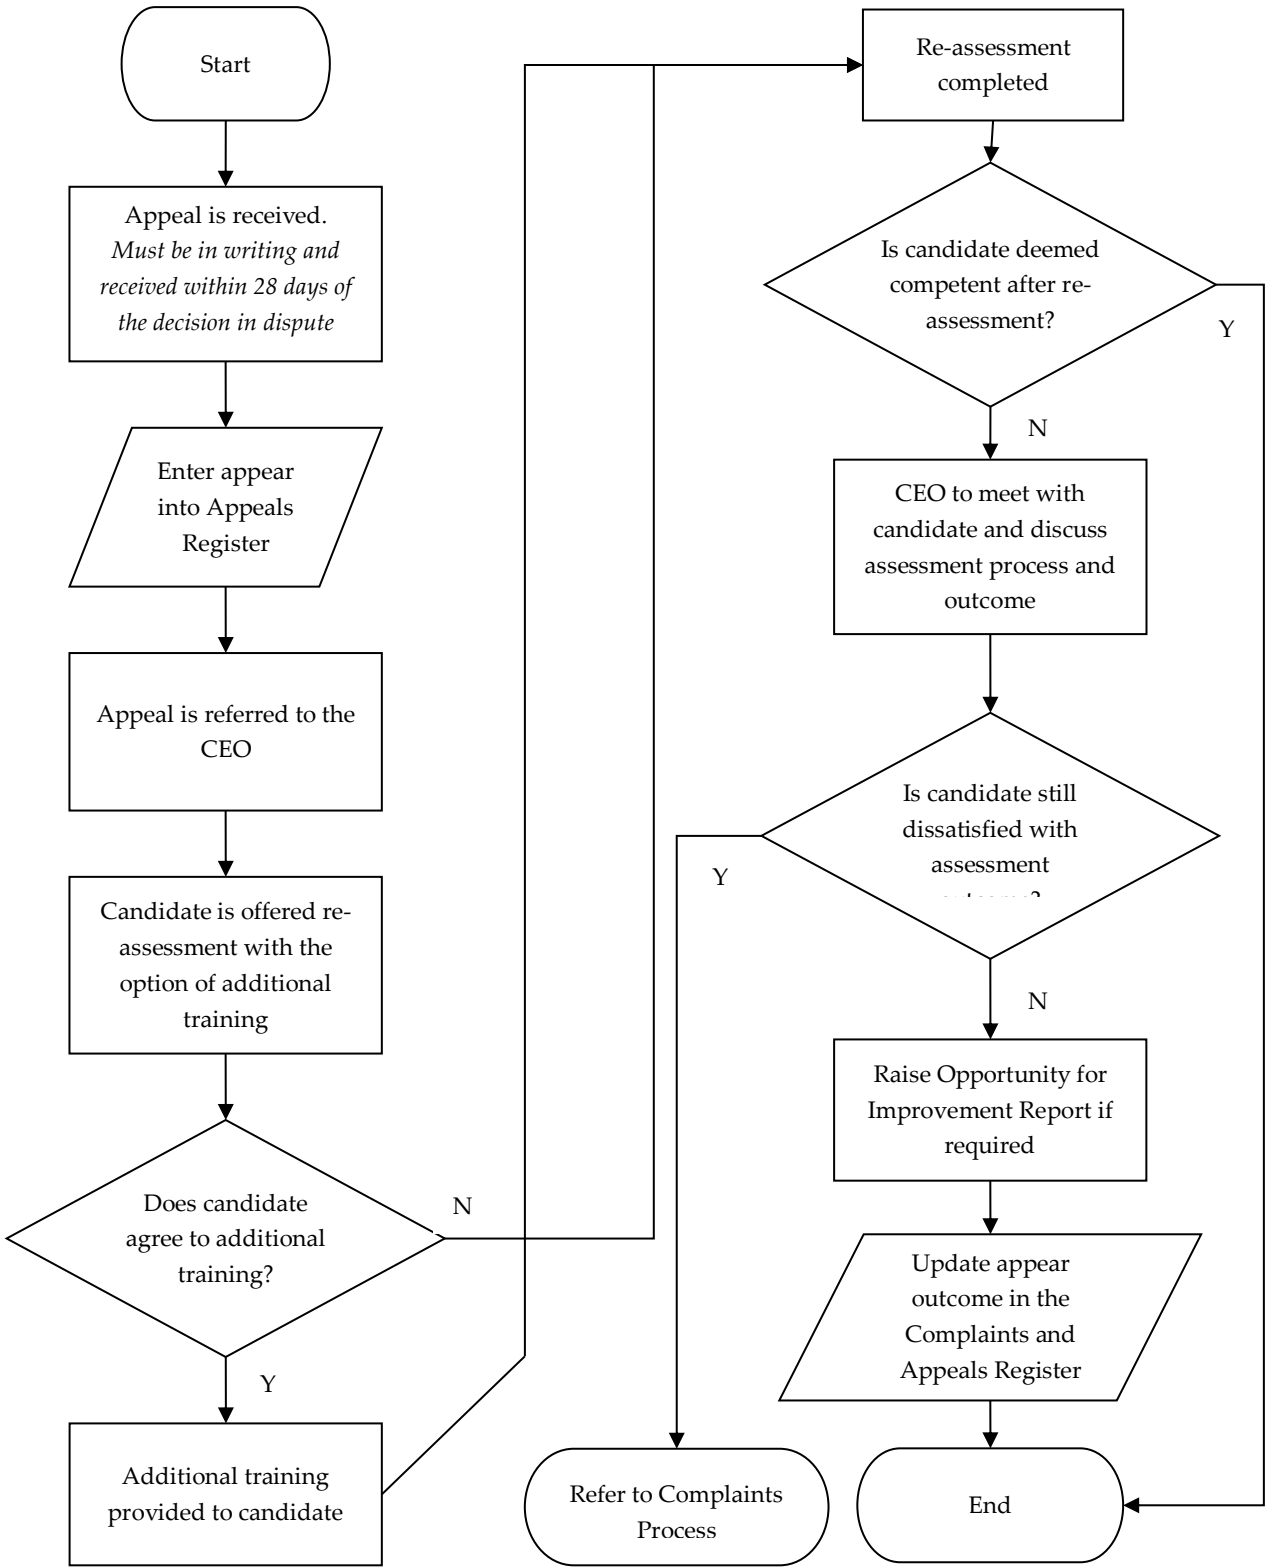 Start
Appeal is received.
Must be in writing and
received within 28 days of
the decision in dispute
Enter appear
into Appeals
Register
Appeal is referred to the
CEO
Candidate is offered re-
assessment with the
option of additional
training
Does candidate
agree to additional
training?
N
Y
Additional training
provided to candidate
Re-assessment
completed
Is candidate deemed
competent after re-
assessment?
Y
N
CEO to meet with
candidate and discuss
assessment process and
outcome
Is candidate still
dissatisfied with
assessment
outcome?
Y
N
Raise Opportunity for
Improvement Report if
required
Update appear
outcome in the
Complaints and
Appeals Register
Refer to Complaints
Process
End